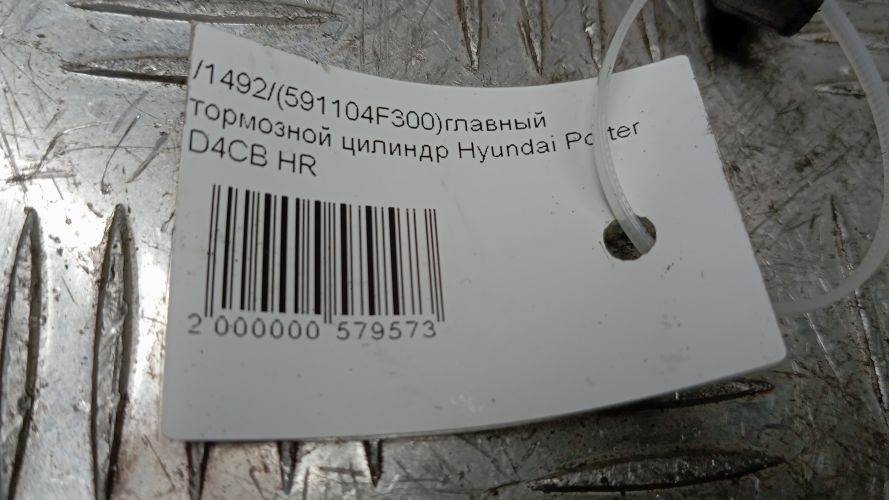 /1492/(591104F300)главный
тормозной цилиндр Hyundai Porter
D4CB HR
2 000000 579573